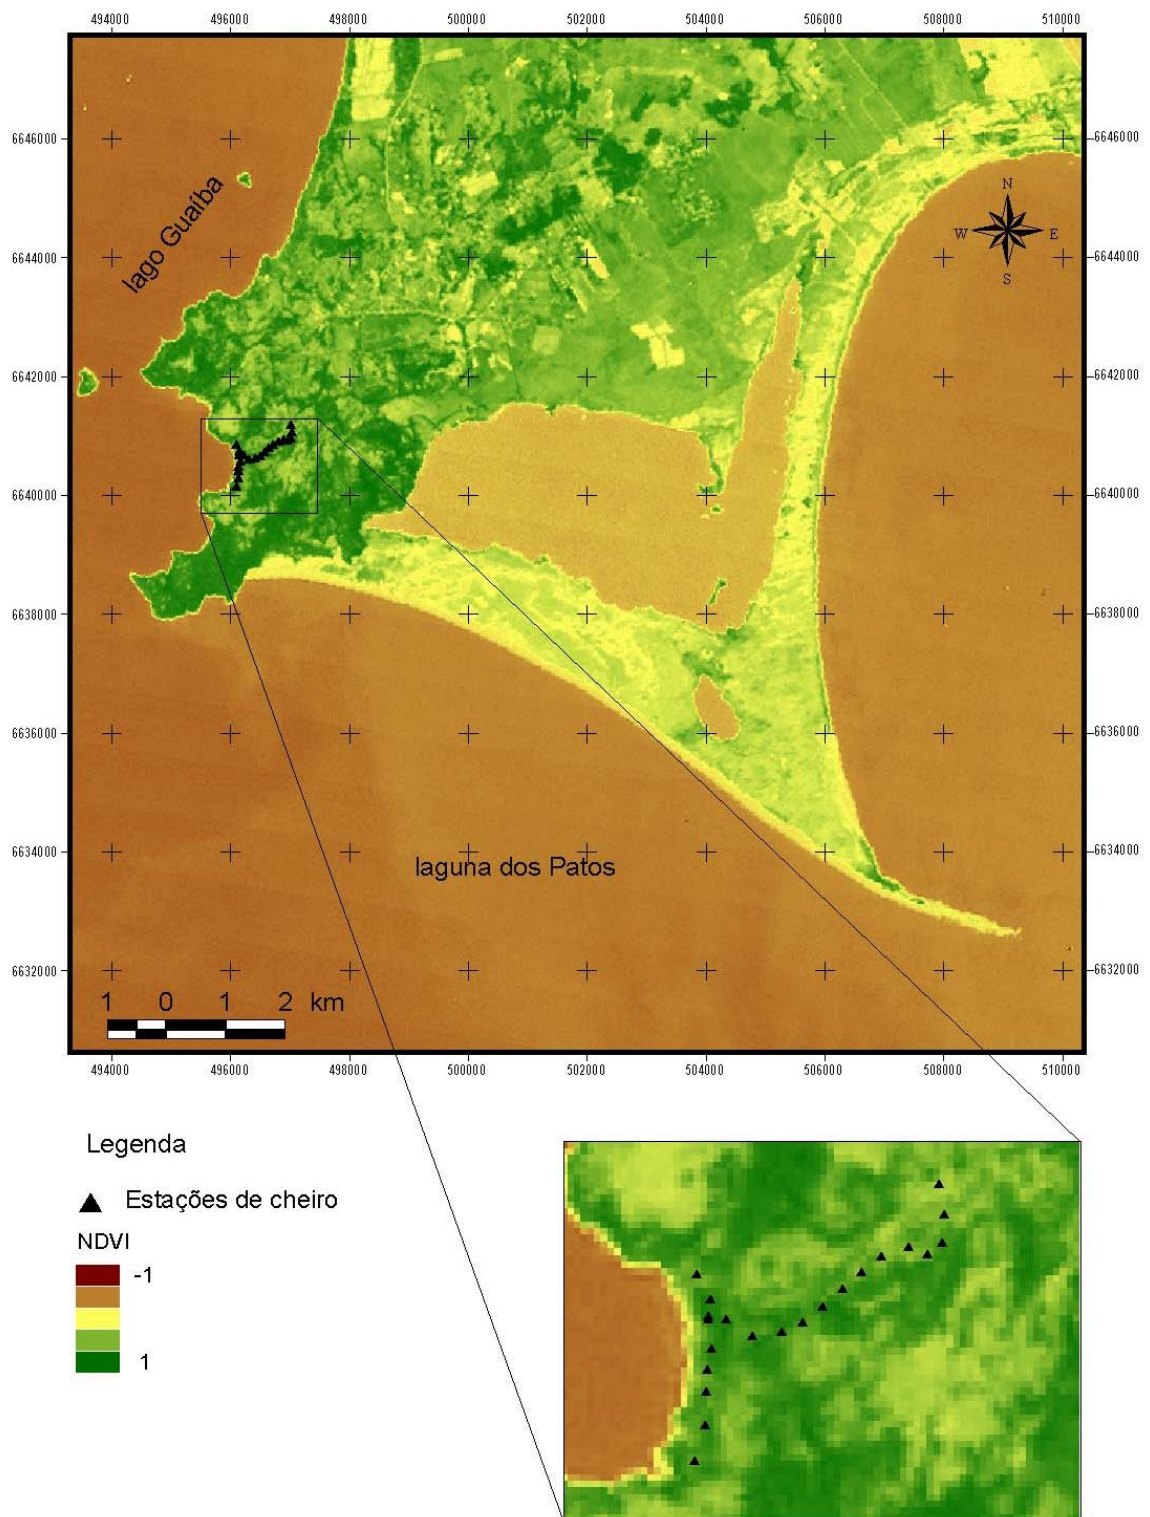 494000 496000 498000 500000 502000 504000 506000 508000 510000
6646000 6646000
N
lago Guaíba
W E
6644000 6644000
S
6642000 6642000
6640000 6640000
6638000 6638000
6636000 6636000
6634000 6634000
laguna dos Patos
6632000 6632000
1 0 1 2 km
494000 496000 498000 500000 502000 504000 506000 508000 510000
Legenda
Estações de cheiro
NDVI
-1
1